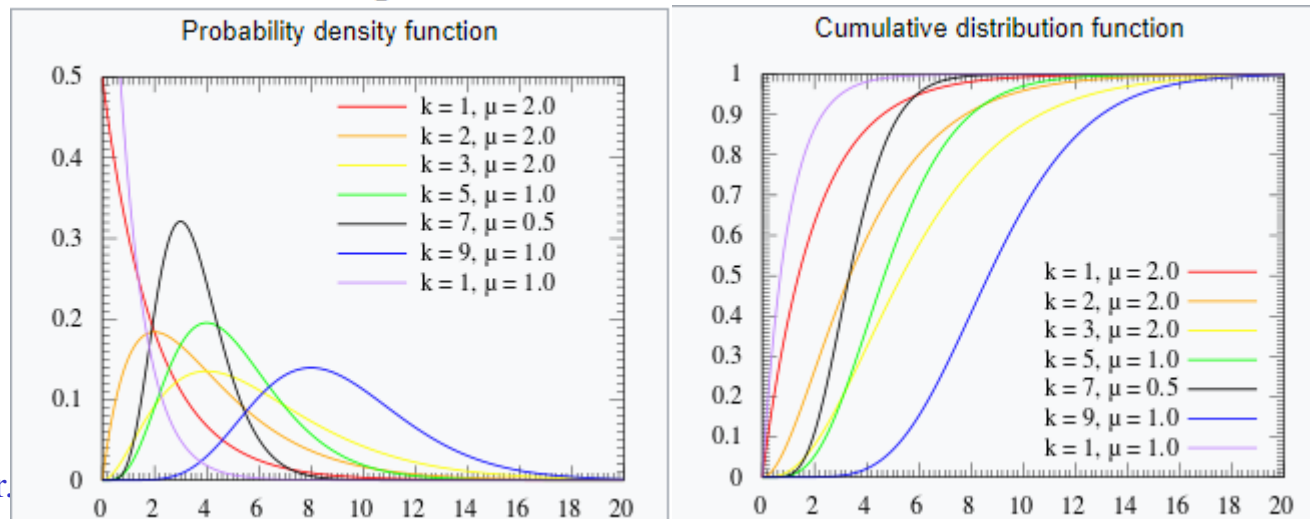 Probability density function
0.5
0.4
0.3
0.2
0.1
0
k = 1, μ = 2.0
k = 2, μ = 2.0
k = 3, μ = 2.0
k = 5, μ = 1.0
k = 7, μ = 0.5
k = 9, μ = 1.0
k = 1, μ = 1.0
0 2 4 6 8 10 12 14 16 18 20
Cumulative distribution function
1
0.9
0.8
0.7
0.6
0.5
0.4
0.3
0.2
0.1
0
k = 1, μ = 2.0
k = 2, μ = 2.0
k = 3, μ = 2.0
k = 5, μ = 1.0
k = 7, μ = 0.5
k = 9, μ = 1.0
k = 1, μ = 1.0
0 2 4 6 8 10 12 14 16 18 20
r.